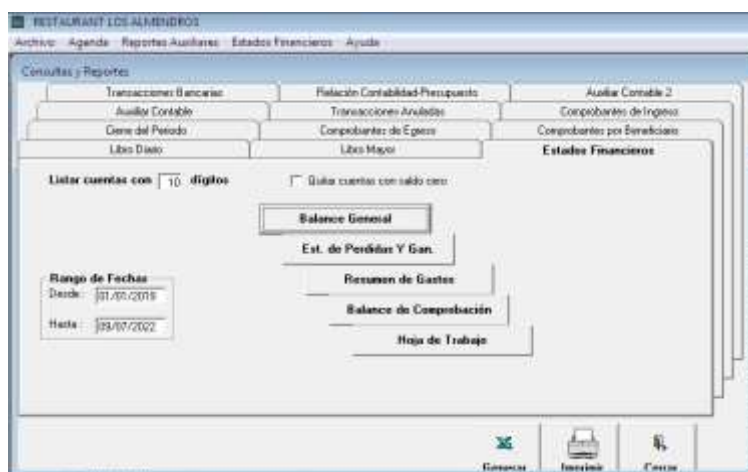 RESTAURANT LOS ALMENDROS
Archivo Agenda Reportes Auxiliares Estados Financieros Ayuda
Consultas y Reportes
Transacciones Bancarias Relación Contabilidad-Presupuesto Auxiliar Contable 2
Auxiliar Contable Transacciones Anuladas Comprobantes de Ingreso
Cierre del Periodo Comprobantes de Egreso Comprobantes por Beneficiario
Libro Diario Libro Mayor Estados Financieros
Listar cuentas con 10 dígitos Quitar cuentas con saldo cero
Balance General
Est. de Perdidas Y Gan.
Rango de Fechas Resumen de Gastos
Desde: 01/01/2019
Balance de Comprobación
Hasta: 09/07/2022
Hoja de Trabajo
Generar Imprimir Cerrar